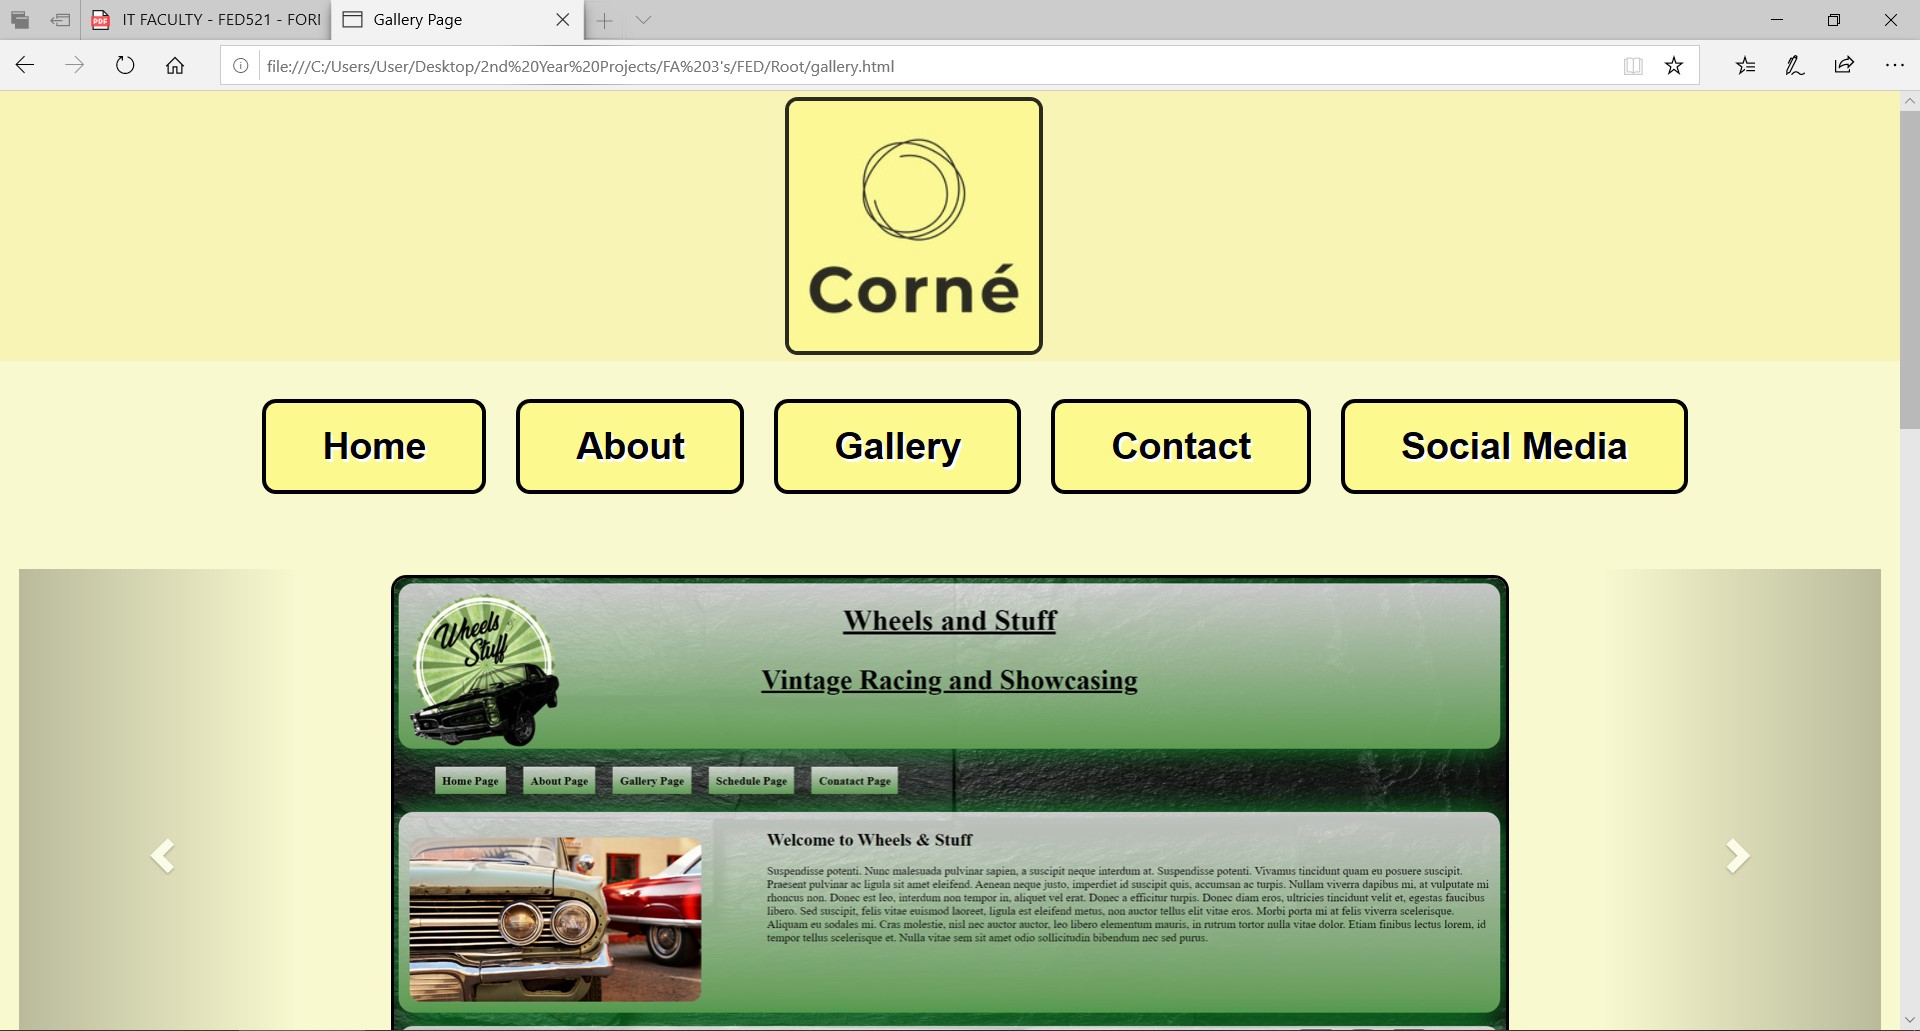 IT FACULTY - FED521 - FORI
Gallery Page
file:///C:/Users/User/Desktop/2nd%20Year%20Projects/FA%203's/FED/Root/gallery.html
Corné
Home About Gallery Contact Social Media
Wheels Stuff
Wheels and Stuff
Vintage Racing and Showcasing
Home Page About Page Gallery Page Schedule Page Conatact Page
Welcome to Wheels & Stuff
Suspendisse potenti. Nunc malesuada pulvinar sapien, a suscipit neque interdum at. Suspendisse potenti. Vivamus tincidunt quam eu posuere suscipit.
Praesent pulvinar ac ligula sit amet eleifend. Aenean neque justo, imperdiet id suscipit quis, accumsan ac turpis. Nullam viverra dapibus mi, at vulputate mi
rhoncus non. Donec est leo, interdum non tempor in, aliquet vel erat. Donec a efficitur turpis. Donec diam eros, ultricies tincidunt velit et, egestas faucibus
libero. Sed suscipit, felis vitae euismod laoreet, ligula est eleifend metus, non auctor tellus elit vitae eros. Morbi porta mi at felis viverra scelerisque.
Aliquam eu sodales mi. Cras molestie, nisl nec auctor auctor, leo libero elementum mauris, in rutrum tortor nulla vitae dolor. Etiam finibus lectus lorem, id
tempor tellus scelerisque et. Nulla vitae sem sit amet odio sollicitudin bibendum nec sed purus.